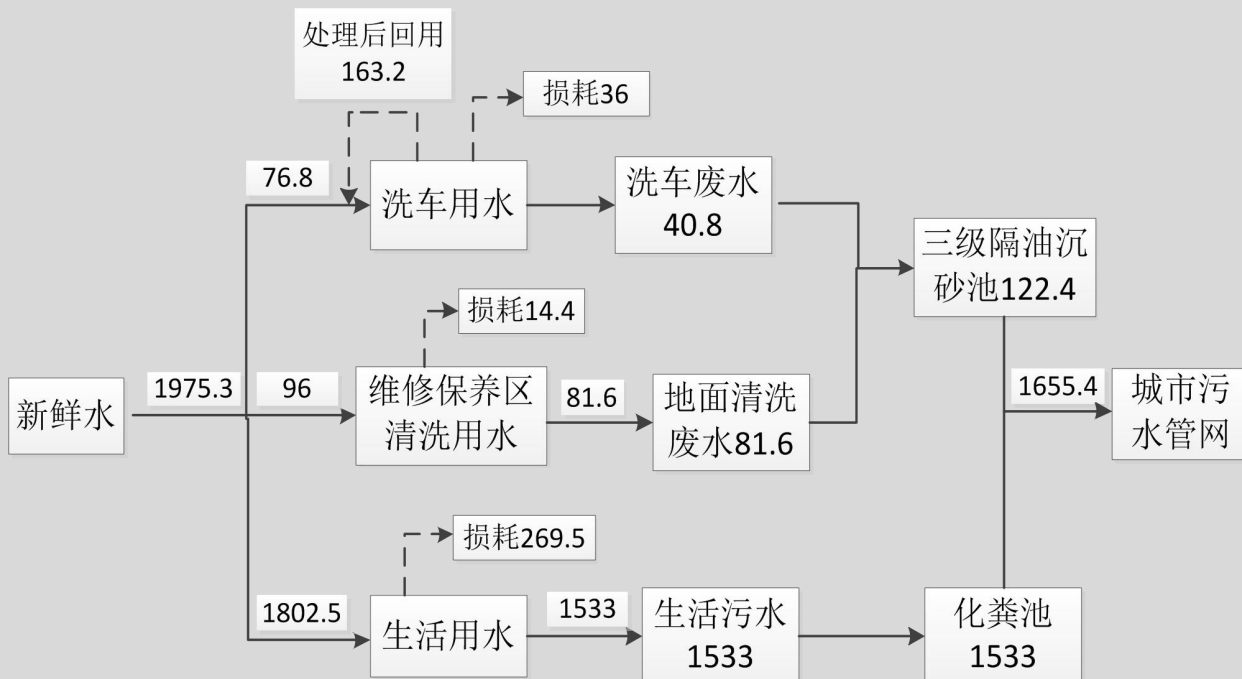 处理后回用
163.2
损耗36
76.8
洗车用水
洗车废水
40.8
三级隔油沉
砂池122.4
损耗14.4
新鲜水
1975.3
96
维修保养区
清洗用水
81.6
地面清洗
废水81.6
1655.4
城市污
水管网
损耗269.5
1802.5
生活用水
1533
生活污水
1533
化粪池
1533